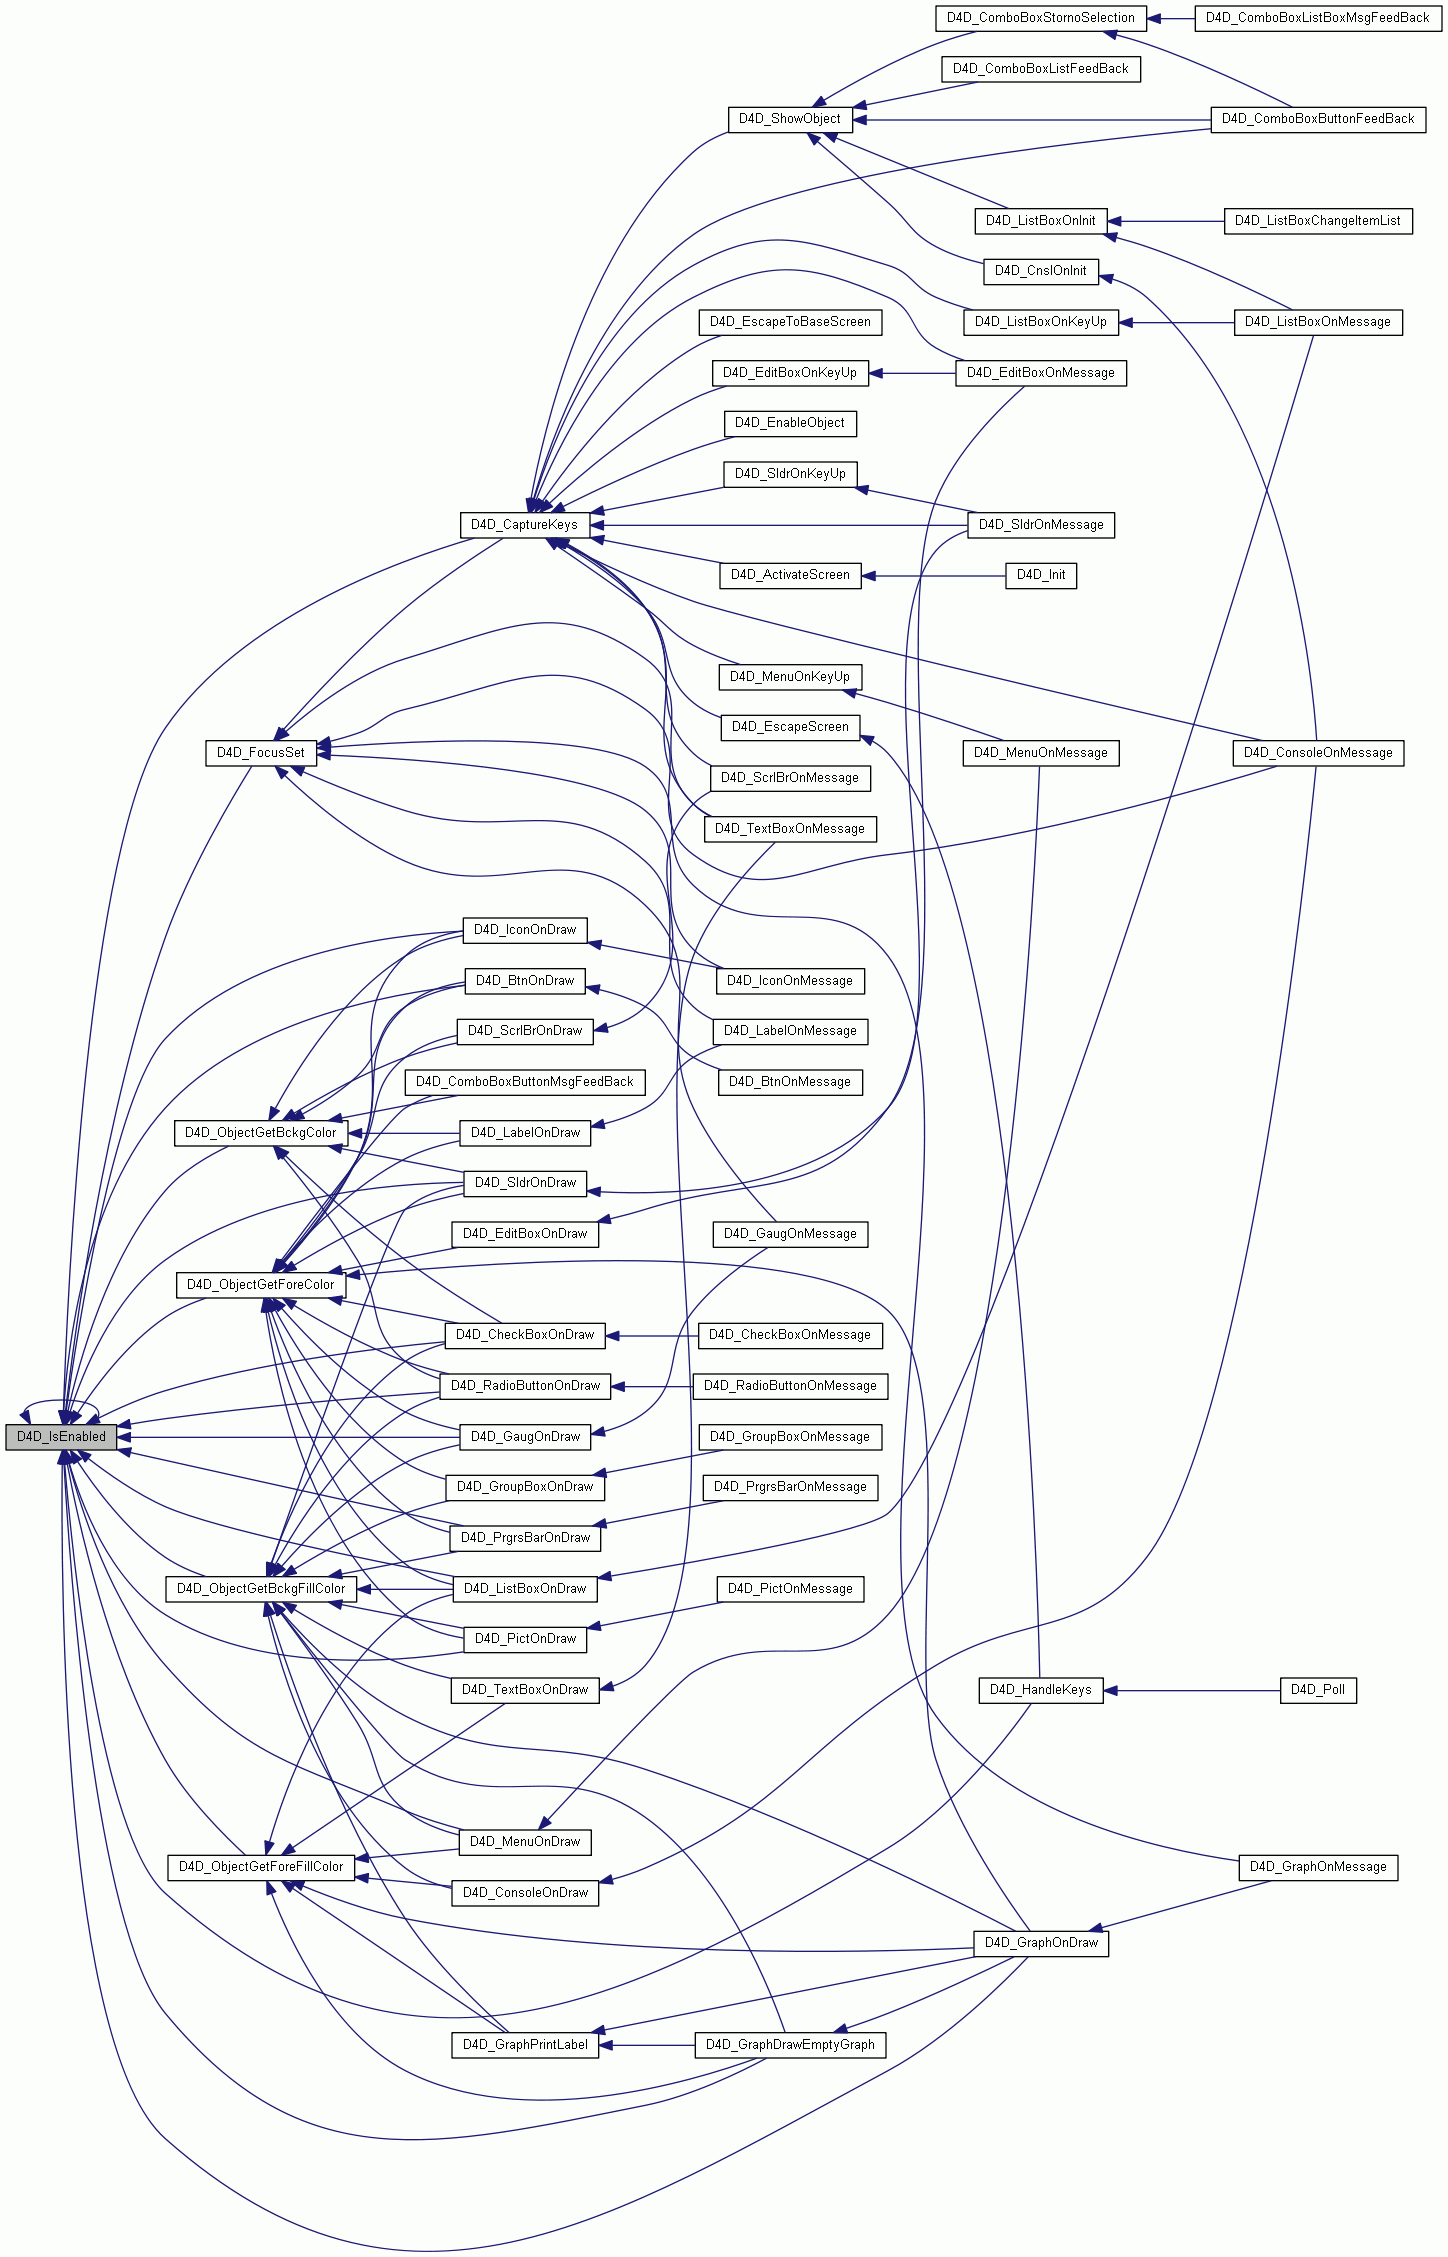 D4D_ComboBoxStornoSelection
D4D_ComboBoxListBoxMsgFeedBack
D4D_ComboBoxListFeedBack
D4D_ShowObject
D4D_ComboBoxButtonFeedBack
D4D_ListBoxOnInit
D4D_ListBoxChangeItemList
D4D_CnslOnInit
D4D_EscapeToBaseScreen
D4D_ListBoxOnKeyUp
D4D_ListBoxOnMessage
D4D_EditBoxOnKeyUp
D4D_EditBoxOnMessage
D4D_EnableObject
D4D_SldrOnKeyUp
D4D_CaptureKeys
D4D_SldrOnMessage
D4D_ActivateScreen
D4D_Init
D4D_MenuOnKeyUp
D4D_EscapeScreen
D4D_FocusSet
D4D_MenuOnMessage
D4D_ConsoleOnMessage
D4D_ScrlBrOnMessage
D4D_TextBoxOnMessage
D4D_IconOnDraw
D4D_BtnOnDraw
D4D_IconOnMessage
D4D_ScrlBrOnDraw
D4D_LabelOnMessage
D4D_ComboBoxButtonMsgFeedBack
D4D_BtnOnMessage
D4D_ObjectGetBckgColor
D4D_LabelOnDraw
D4D_SldrOnDraw
D4D_EditBoxOnDraw
D4D_GaugOnMessage
D4D_ObjectGetForeColor
D4D_CheckBoxOnDraw
D4D_CheckBoxOnMessage
D4D_RadioButtonOnDraw
D4D_RadioButtonOnMessage
D4D_IsEnabled
D4D_GaugOnDraw
D4D_GroupBoxOnMessage
D4D_GroupBoxOnDraw
D4D_PrgrsBarOnMessage
D4D_PrgrsBarOnDraw
D4D_ObjectGetBckgFillColor
D4D_ListBoxOnDraw
D4D_PictOnMessage
D4D_PictOnDraw
D4D_TextBoxOnDraw
D4D_HandleKeys
D4D_Poll
D4D_MenuOnDraw
D4D_ObjectGetForeFillColor
D4D_GraphOnMessage
D4D_ConsoleOnDraw
D4D_GraphOnDraw
D4D_GraphPrintLabel
D4D_GraphDrawEmptyGraph